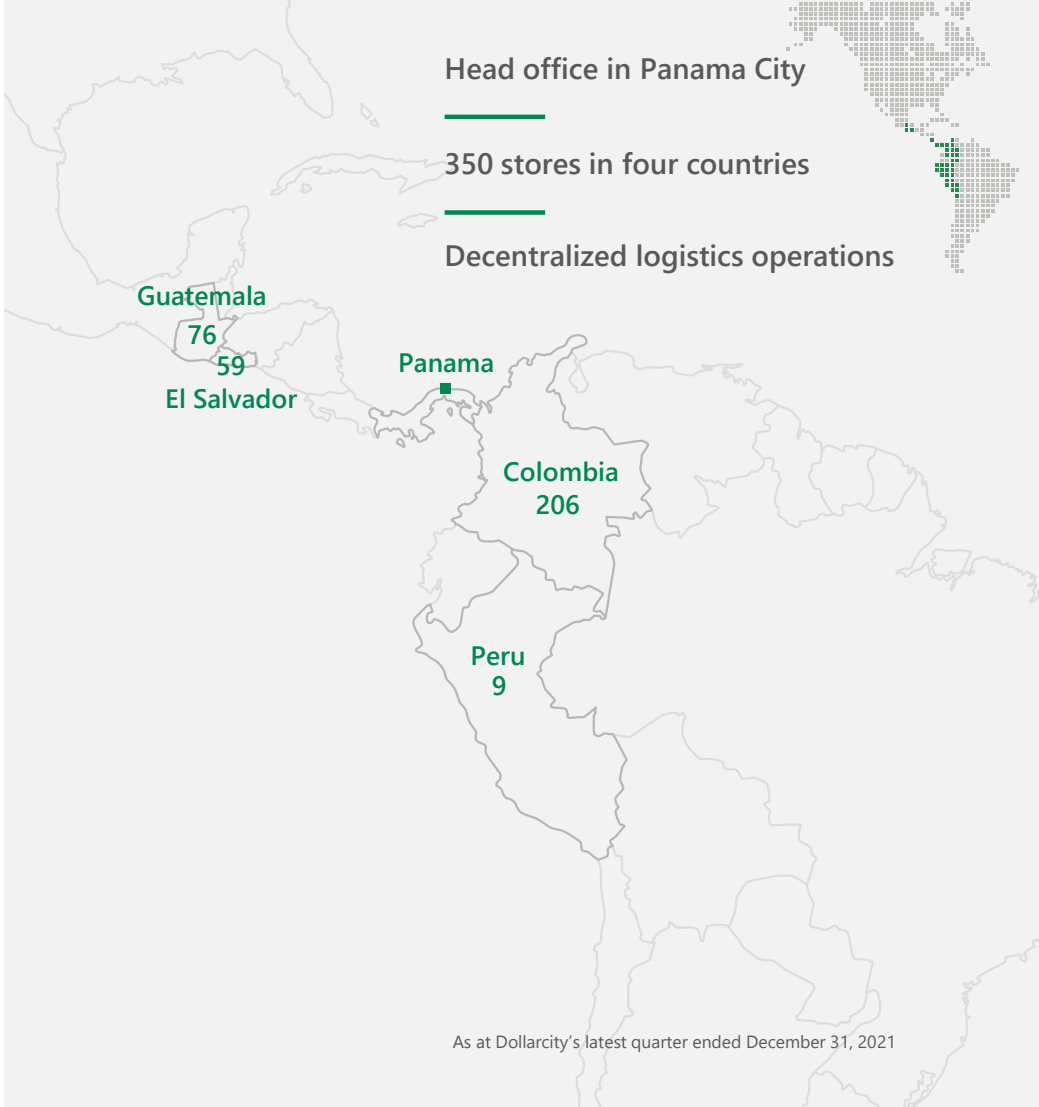 Head office in Panama City
350 stores in four countries
Decentralized logistics operations
Guatemala
76
59
El Salvador
Panama
Colombia
206
Peru
9
As at Dollarcity’s latest quarter ended December 31, 2021